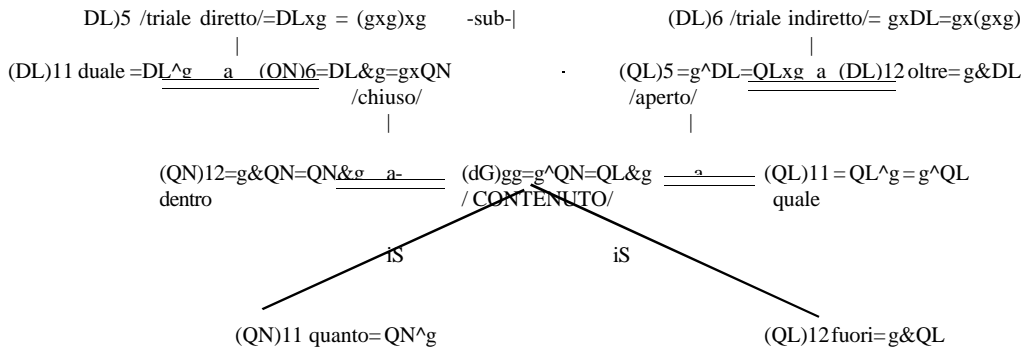 DL)5 /triale diretto/=DLxg = (gxg)xg -sub-| (DL)6 /triale indiretto/= gxDL=gx(gxg)
| |
(DL)11 duale =DL^g a (QN)6=DL&g=gxQN - (QL)5 =g^DL=QLxg a (DL)12 oltre= g&DL
/chiuso/ /aperto/
| |
(QN)12=g&QN=QN&g a- (dG)gg=g^QN=QL&g a (QL)11 = QL^g = g^QL
dentro / CONTENUTO/ quale
iS iS
(QN)11 quanto= QN^g (QL)12 fuori= g&QL